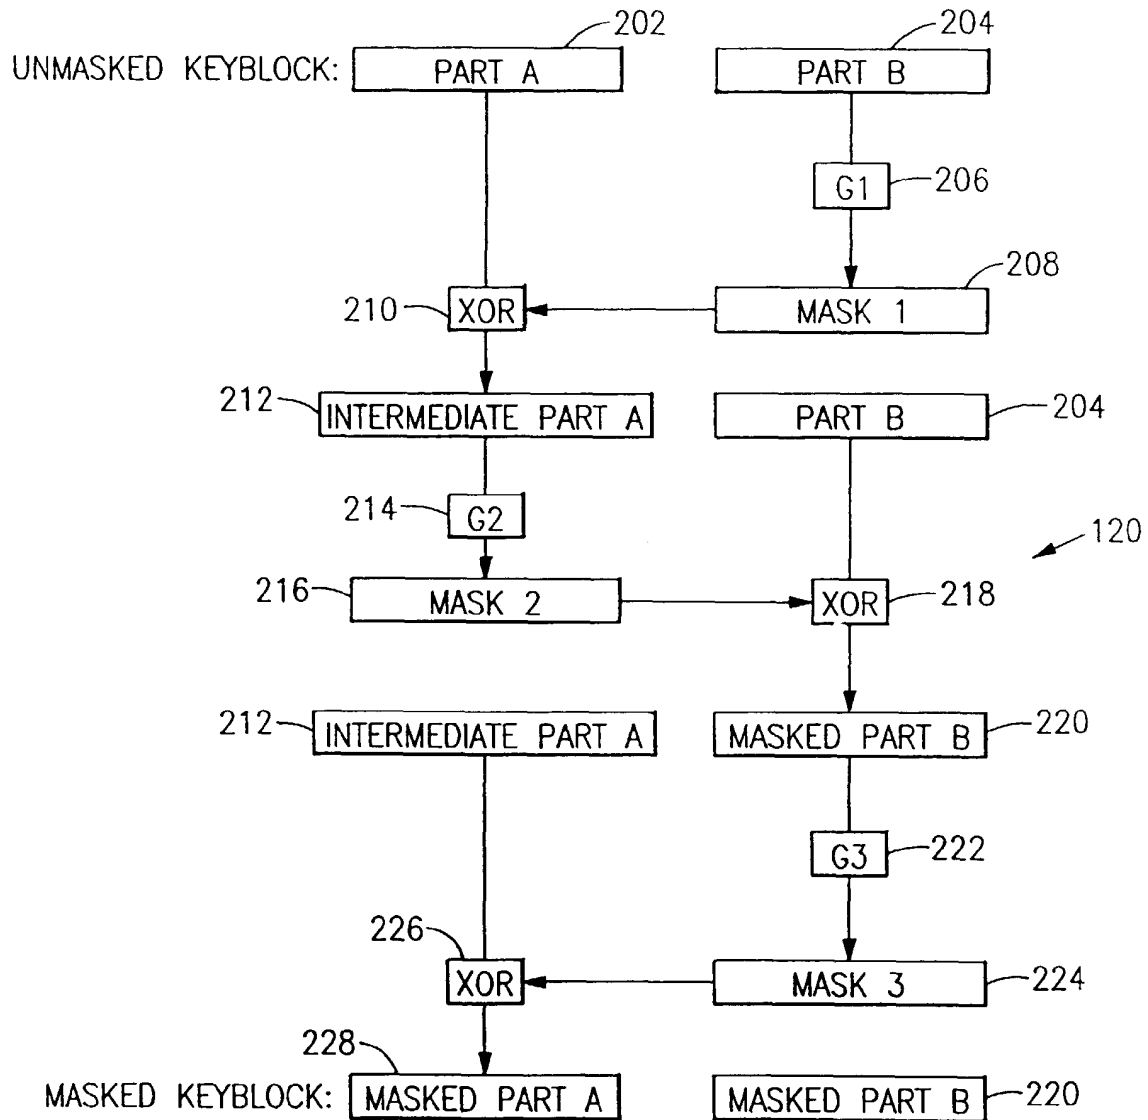 202 204
UNMASKED KEYBLOCK: PART A PART B
G1 206
208
210 XOR MASK 1
212 INTERMEDIATE PART A PART B 204
214 G2
120
216 MASK 2 XOR 218
212 INTERMEDIATE PART A MASKED PART B 220
G3 222
226
XOR MASK 3 224
228
MASKED KEYBLOCK: MASKED PART A MASKED PART B 220